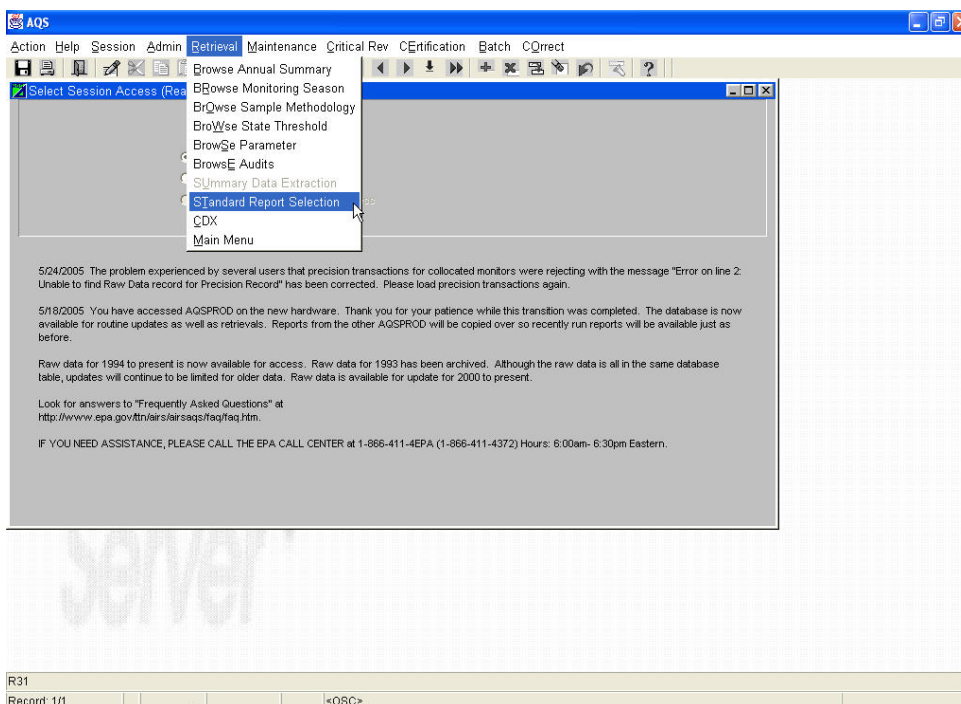 AQS
Action Help Session Admin Retrieval Maintenance Critical Rev CErtification Batch COrrect
Select Session Access (Rea
Browse Annual Summary
BRowse Monitoring Season
BrOwse Sample Methodology
BroWse State Threshold
BrowSe Parameter
BrowsE Audits
SUmmary Data Extraction
STandard Report Selection
CDX
Main Menu
5/24/2005 The problem experienced by several users that precision transactions for collocated monitors were rejecting with the message "Error on line 2:
Unable to find Raw Data record for Precision Record" has been corrected. Please load precision transactions again.
5/18/2005 You have accessed AQSPROD on the new hardware. Thank you for your patience while this transition was completed. The database is now
available for routine updates as well as retrievals. Reports from the other AQSPROD will be copied over so recently run reports will be available just as
before.
Raw data for 1994 to present is now available for access. Raw data for 1993 has been archived. Although the raw data is all in the same database
table, updates will continue to be limited for older data. Raw data is available for update for 2000 to present.
Look for answers to "Frequently Asked Questions" at
http://www.epa.gov/ttn/airs/airsaqs/faq/faq.htm.
IF YOU NEED ASSISTANCE, PLEASE CALL THE EPA CALL CENTER at 1-866-411-4EPA (1-866-411-4372) Hours: 6:00am- 6:30pm Eastern.
Server
R31
Record: 1/1 <OSC>